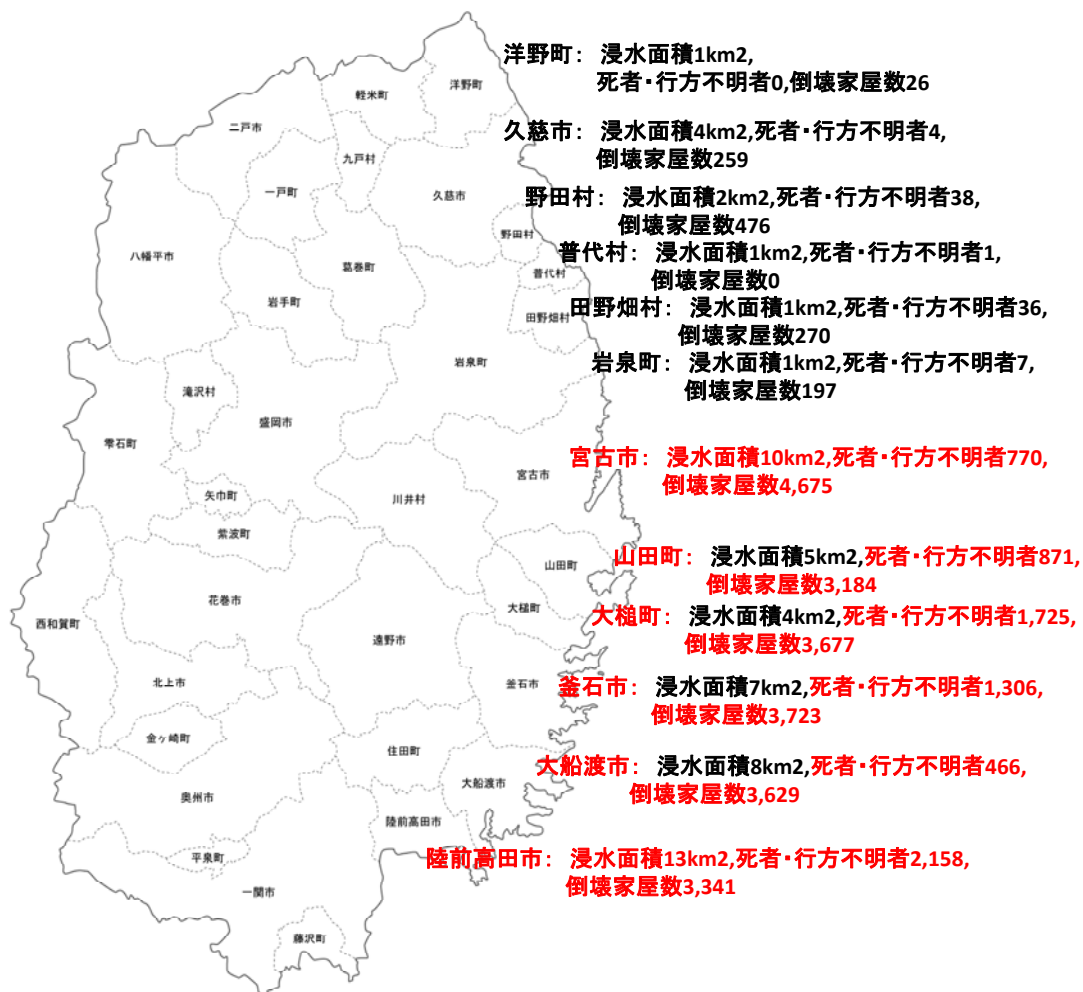 洋野町： 浸水面積1km2,
死者・行方不明者0,倒壊家屋数26
軽米町
洋野町
二戸市
久慈市： 浸水面積4km2,死者・行方不明者4,
倒壊家屋数259
九戸村
一戸町
久慈市
野田村： 浸水面積2km2,死者・行方不明者38,
倒壊家屋数476
野田村
普代村： 浸水面積1km2,死者・行方不明者1,
倒壊家屋数0
八幡平市
葛巻町
普代村
岩手町
田野畑村： 浸水面積1km2,死者・行方不明者36,
倒壊家屋数270
田野畑村
岩泉町： 浸水面積1km2,死者・行方不明者7,
倒壊家屋数197
岩泉町
滝沢村
盛岡市
雫石町
宮古市： 浸水面積10km2,死者・行方不明者770,
倒壊家屋数4,675
宮古市
矢巾町
川井村
紫波町
山田町： 浸水面積5km2,死者・行方不明者871,
倒壊家屋数3,184
山田町
花巻市
大槌町
大槌町： 浸水面積4km2,死者・行方不明者1,725,
倒壊家屋数3,677
西和賀町
遠野市
北上市
釜石市
釜石市： 浸水面積7km2,死者・行方不明者1,306,
倒壊家屋数3,723
金ヶ崎町
住田町
大船渡市： 浸水面積8km2,死者・行方不明者466,
倒壊家屋数3,629
大船渡市
奥州市
陸前高田市
平泉町
陸前高田市： 浸水面積13km2,死者・行方不明者2,158,
倒壊家屋数3,341
一関市
藤沢町